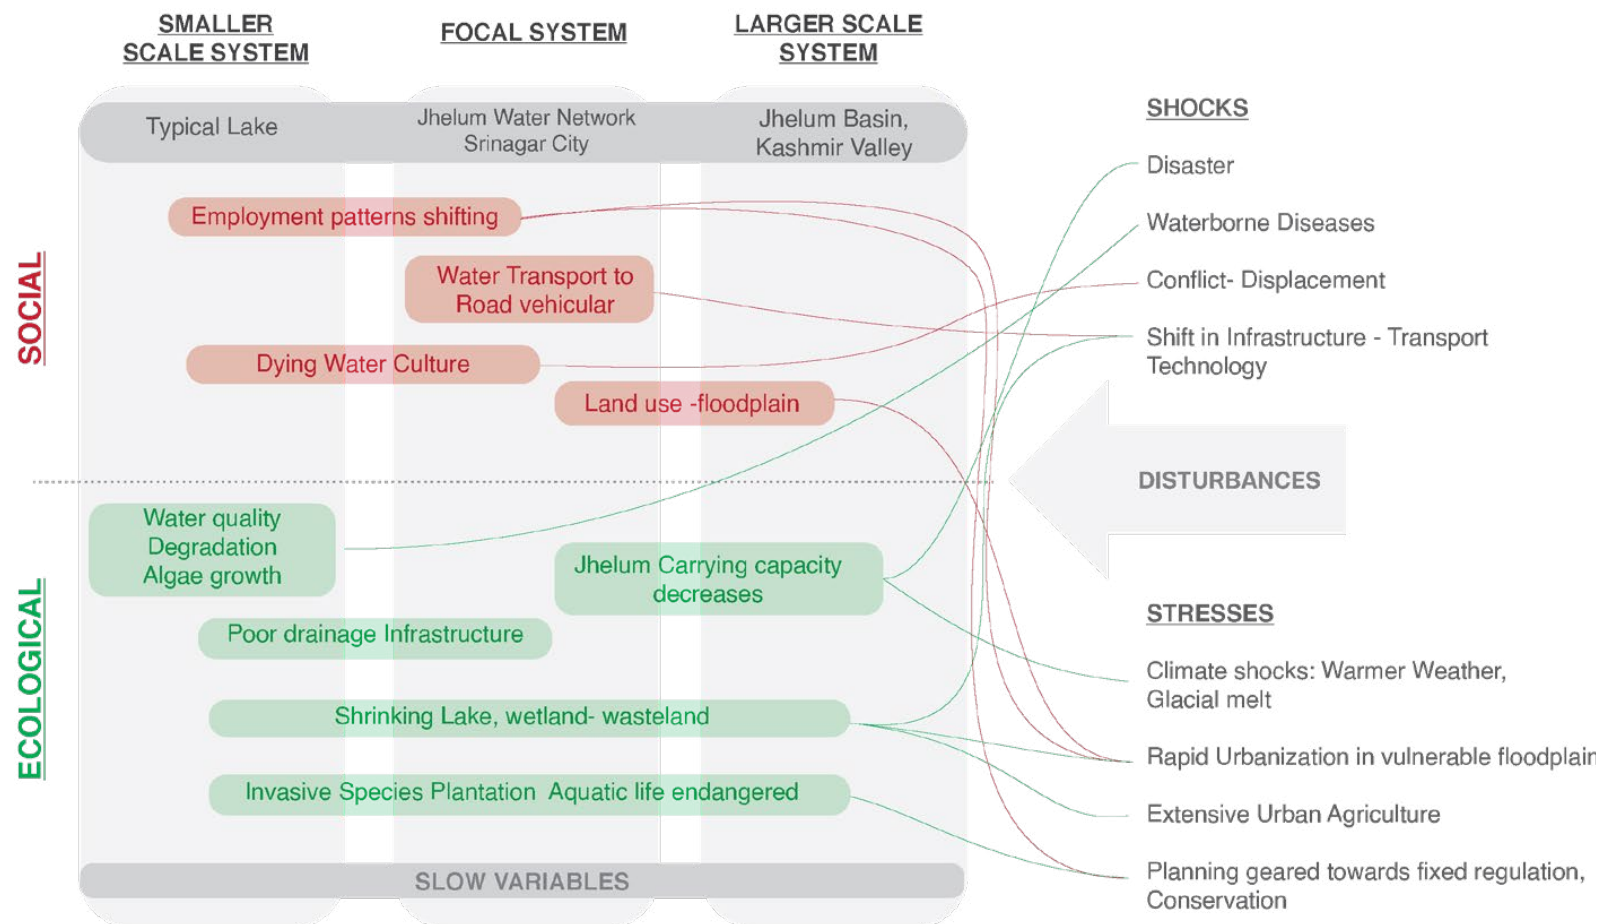 SMALLER
SCALE SYSTEM
FOCAL SYSTEM
LARGER SCALE
SYSTEM
Typical Lake
Jhelum Water Network
Srinagar City
Jhelum Basin,
Kashmir Valley
SOCIAL
Employment patterns shifting
Water Transport to
Road vehicular
Dying Water Culture
Land use -floodplain
ECOLOGICAL
Water quality
Degradation
Algae growth
Jhelum Carrying capacity
decreases
Poor drainage Infrastructure
Shrinking Lake, wetland- wasteland
Invasive Species Plantation Aquatic life endangered
SLOW VARIABLES
SHOCKS
Disaster
Waterborne Diseases
Conflict- Displacement
Shift in Infrastructure - Transport
Technology
DISTURBANCES
STRESSES
Climate shocks: Warmer Weather,
Glacial melt
Rapid Urbanization in vulnerable floodplain
Extensive Urban Agriculture
Planning geared towards fixed regulation,
Conservation